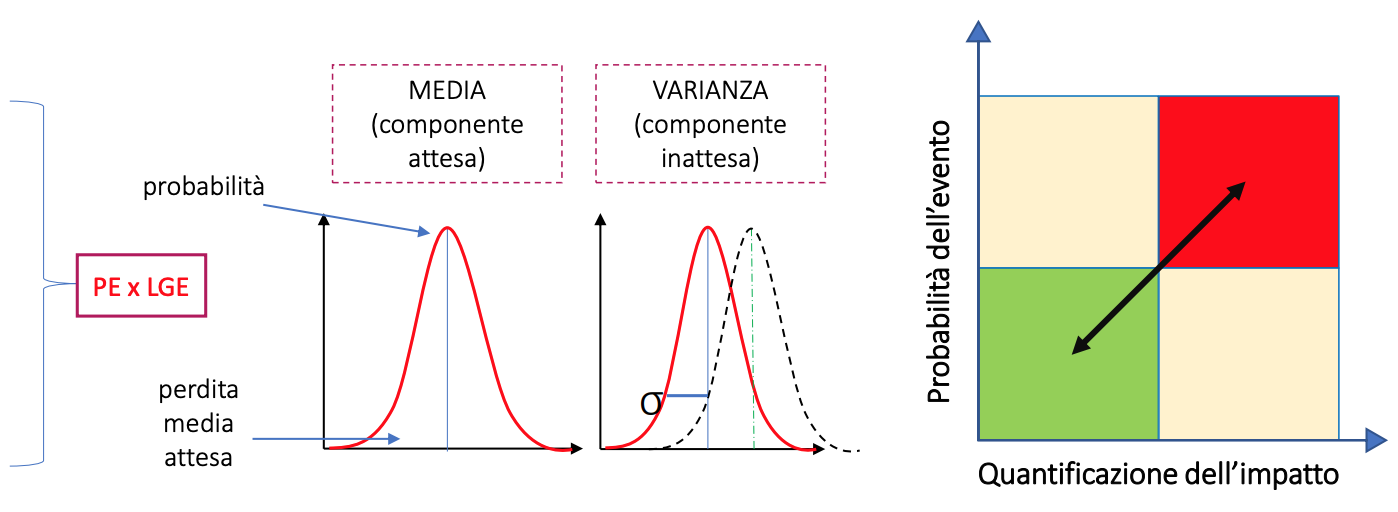 MEDIA
(componente
attesa)
VARIANZA
(componente
inattesa)
probabilità
PE x LGE
perdita
media
attesa
σ
Probabilità dell’evento
Quantificazione dell’impatto